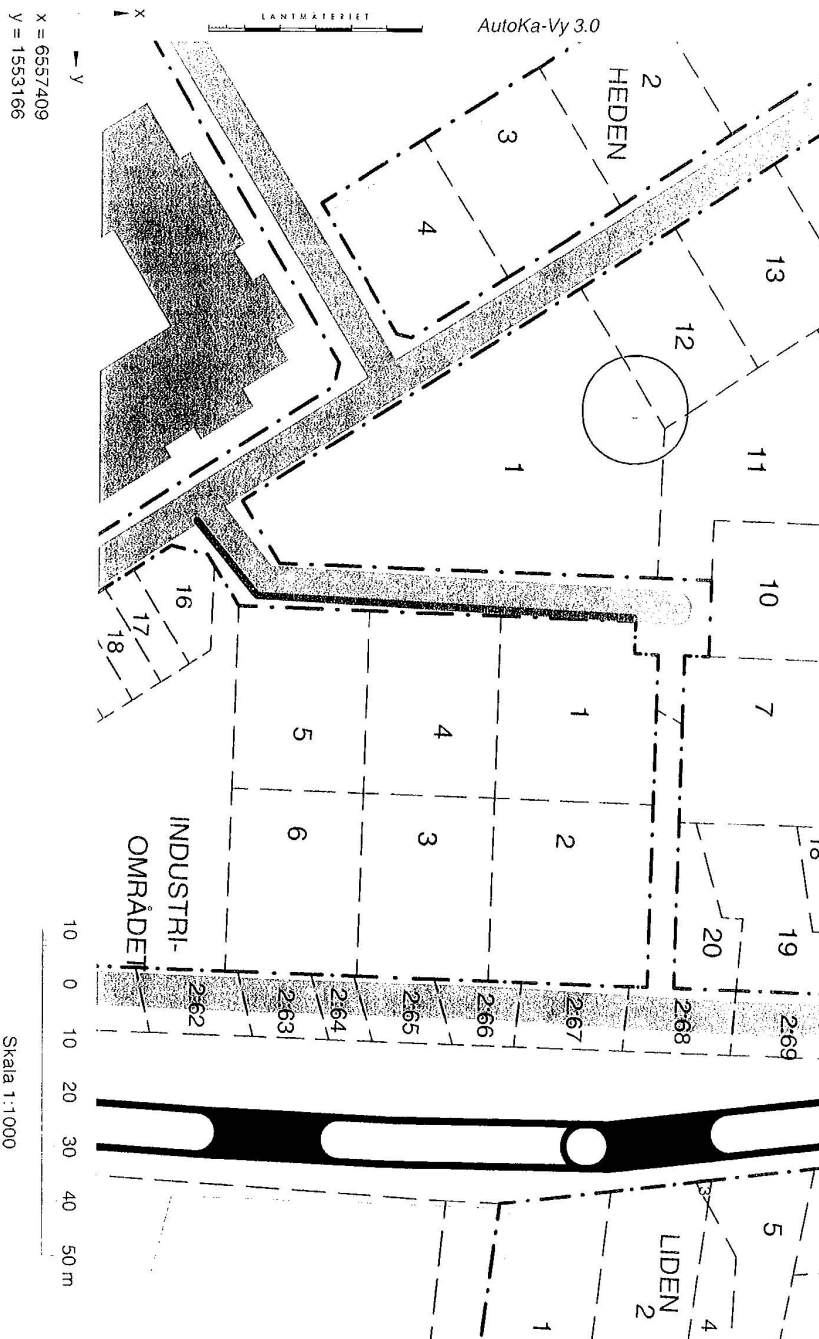 LANTMÄTERIET
AutoKa-Vy 3.0
x
y
x = 6557409
y = 1553166
2
HEDEN
3
4
13
12
1
11
10
16
17
18
7
5
4
1
6
3
2
18
19
20
INDUSTRI-
OMRÅDET
2:62
2:63
2:64
2:65
2:66
2:67
2:68
2:69
3
5
LIDEN
2
4
1
10 0 10 20 30 40 50 m
Skala 1:1000